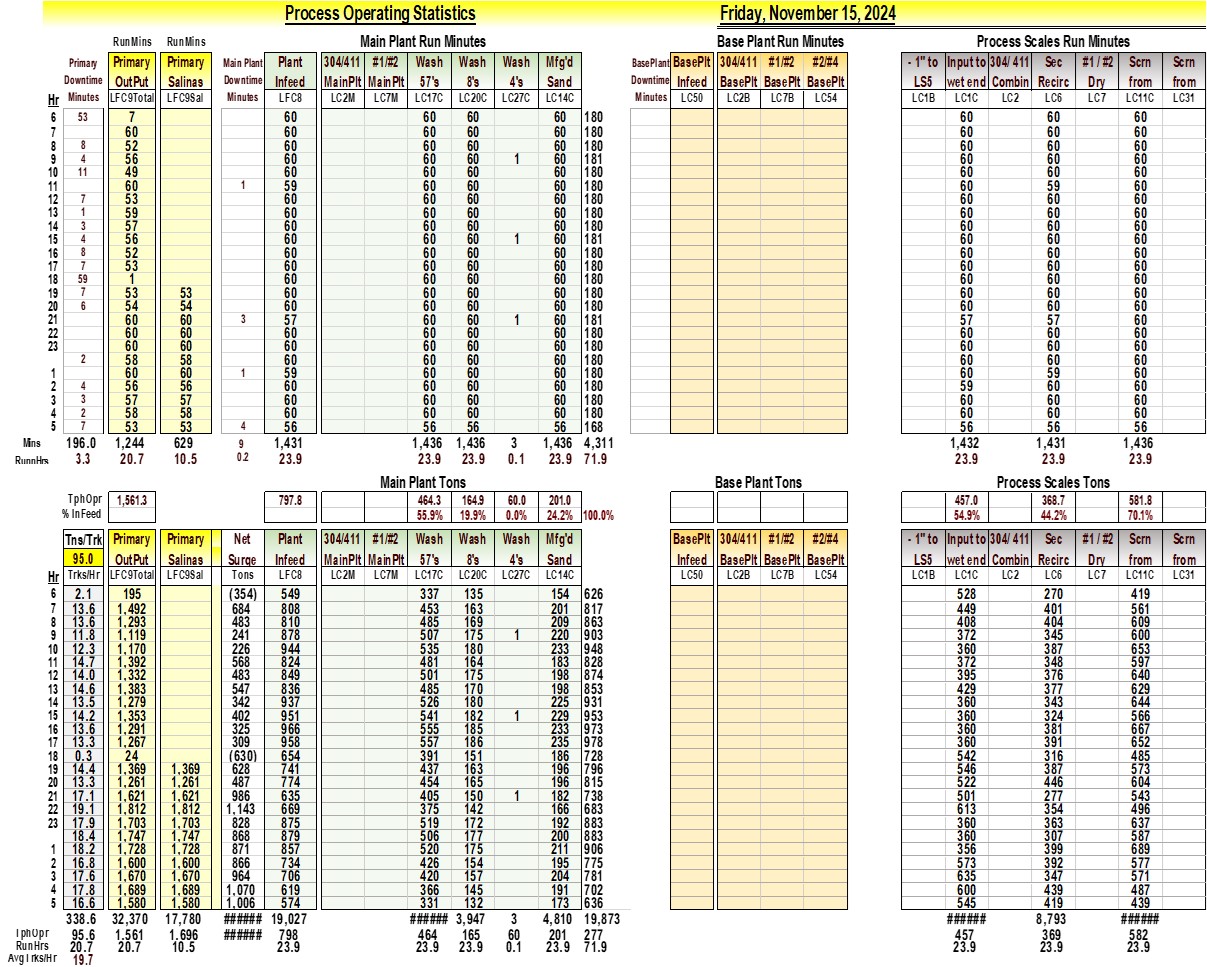 Process Operating Statistics Friday, November 15, 2024
RunMins RunMins Main Plant Run Minutes Base Plant Run Minutes Process Scales Run Minutes
Primary Primary Primary Main Plant Plant 304/411 #1/#2 Wash Wash Wash Mfg'd BasePlant BasePlt 304/411 #1/#2 #2/#4 - 1" to Input to 304/ 411 Sec #1 / #2 Scrn Scrn
Downtime OutPut Salinas Downtime Infeed MainPlt MainPlt 57's 8's 4's Sand Downtime Infeed BasePlt BasePlt BasePlt LS5 wet end Combin Recirc Dry from from
Hr Minutes LFC9Total LFC9Sal Minutes LFC8 LC2M LC7M LC17C LC20C LC27C LC14C Minutes LC50 LC2B LC7B LC54 LC1B LC1C LC2 LC6 LC7 LC11C LC31
6 53 7 60 60 60 60 180 60 60 60
7 60 60 60 60 60 180 60 60 60
8 8 52 60 60 60 60 180 60 60 60
9 4 56 60 60 60 1 60 181 60 60 60
10 11 49 60 60 60 60 180 60 60 60
11 60 1 59 60 60 60 180 60 59 60
12 7 53 60 60 60 60 180 60 60 60
13 1 59 60 60 60 60 180 60 60 60
14 3 57 60 60 60 60 180 60 60 60
15 4 56 60 60 60 1 60 181 60 60 60
16 8 52 60 60 60 60 180 60 60 60
17 7 53 60 60 60 60 180 60 60 60
18 59 1 60 60 60 60 180 60 60 60
19 7 53 53 60 60 60 60 180 60 60 60
20 6 54 54 60 60 60 60 180 60 60 60
21 60 60 3 57 60 60 1 60 181 57 57 60
22 60 60 60 60 60 60 180 60 60 60
23 60 60 60 60 60 60 180 60 60 60
2 58 58 60 60 60 60 180 60 60 60
1 60 60 1 59 60 60 60 180 60 59 60
2 4 56 56 60 60 60 60 180 59 60 60
3 3 57 57 60 60 60 60 180 60 60 60
4 2 58 58 60 60 60 60 180 60 60 60
5 7 53 53 4 56 56 56 56 168 56 56 56
Mins 196.0 1,244 629 9 1,431 1,436 1,436 3 1,436 4,311 1,432 1,431 1,436
RunnHrs 3.3 20.7 10.5 0.2 23.9 23.9 23.9 0.1 23.9 71.9 23.9 23.9 23.9
Main Plant Tons Base Plant Tons Process Scales Tons
TphOpr 1,561.3 797.8 464.3 164.9 60.0 201.0 457.0 368.7 581.8
% InFeed 55.9% 19.9% 0.0% 24.2% 100.0% 54.9% 44.2% 70.1%
Tns/Trk Primary Primary Net Plant 304/411 #1/#2 Wash Wash Wash Mfg'd BasePlt 304/411 #1/#2 #2/#4 - 1" to Input to 304/ 411 Sec #1 / #2 Scrn Scrn
95.0 OutPut Salinas Surge Infeed MainPlt MainPlt 57's 8's 4's Sand Infeed BasePlt BasePlt BasePlt LS5 wet end Combin Recirc Dry from from
Hr Trks/Hr LFC9Total LFC9Sal Tons LFC8 LC2M LC7M LC17C LC20C LC27C LC14C LC50 LC2B LC7B LC54 LC1B LC1C LC2 LC6 LC7 LC11C LC31
6 2.1 195 (354) 549 337 135 154 626 528 270 419
7 13.6 1,492 684 808 453 163 201 817 449 401 561
8 13.6 1,293 483 810 485 169 209 863 408 404 609
9 11.8 1,119 241 878 507 175 1 220 903 372 345 600
10 12.3 1,170 226 944 535 180 233 948 360 387 653
11 14.7 1,392 568 824 481 164 183 828 372 348 597
12 14.0 1,332 483 849 501 175 198 874 395 376 640
13 14.6 1,383 547 836 485 170 198 853 429 377 629
14 13.5 1,279 342 937 526 180 225 931 360 343 644
15 14.2 1,353 402 951 541 182 1 229 953 360 324 566
16 13.6 1,291 325 966 555 185 233 973 360 381 667
17 13.3 1,267 309 958 557 186 235 978 360 391 652
18 0.3 24 (630) 654 391 151 186 728 542 316 485
19 14.4 1,369 1,369 628 741 437 163 196 796 546 387 573
20 13.3 1,261 1,261 487 774 454 165 196 815 522 446 604
21 17.1 1,621 1,621 986 635 405 150 1 182 738 501 277 543
22 19.1 1,812 1,812 1,143 669 375 142 166 683 613 354 496
23 17.9 1,703 1,703 828 875 519 172 192 883 360 363 637
18.4 1,747 1,747 868 879 506 177 200 883 360 307 587
1 18.2 1,728 1,728 871 857 520 175 211 906 356 399 689
2 16.8 1,600 1,600 866 734 426 154 195 775 573 392 577
3 17.6 1,670 1,670 964 706 420 157 204 781 635 347 571
4 17.8 1,689 1,689 1,070 619 366 145 191 702 600 439 487
5 16.6 1,580 1,580 1,006 574 331 132 173 636 545 419 439
338.6 32,370 17,780 ###### 19,027 ###### 3,947 3 4,810 19,873 ###### 8,793 ######
TphOpr 95.6 1,561 1,696 ###### 798 464 165 60 201 277 457 369 582
RunHrs 20.7 20.7 10.5 23.9 23.9 23.9 0.1 23.9 71.9 23.9 23.9 23.9
AvgTrks/Hr 19.7